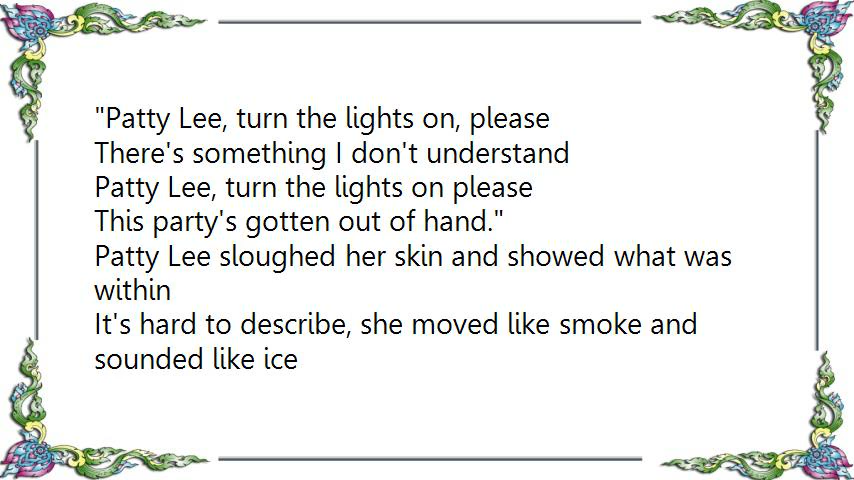 "Patty Lee, turn the lights on, please
There's something I don't understand
Patty Lee, turn the lights on please
This party's gotten out of hand."
Patty Lee sloughed her skin and showed what was
within
It's hard to describe, she moved like smoke and
sounded like ice